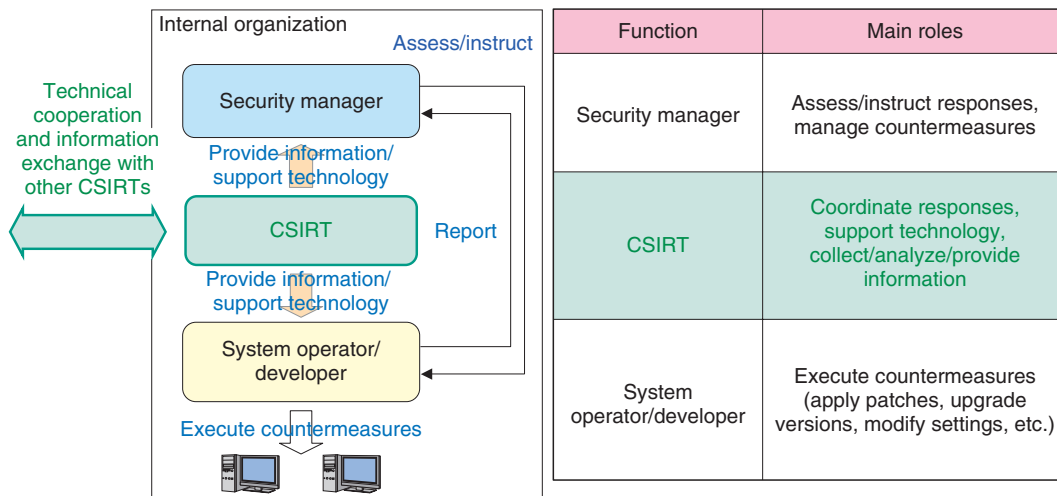 Internal organization
Assess/instruct
Security manager
Technical
cooperation
and information
exchange with
other CSIRTs
Provide information/
support technology
CSIRT
Report
Provide information/
support technology
System operator/
developer
Execute countermeasures
Function
Main roles
Security manager
Assess/instruct responses,
manage countermeasures
CSIRT
Coordinate responses,
support technology,
collect/analyze/provide
information
System
operator/developer
Execute countermeasures
(apply patches, upgrade
versions, modify settings, etc.)